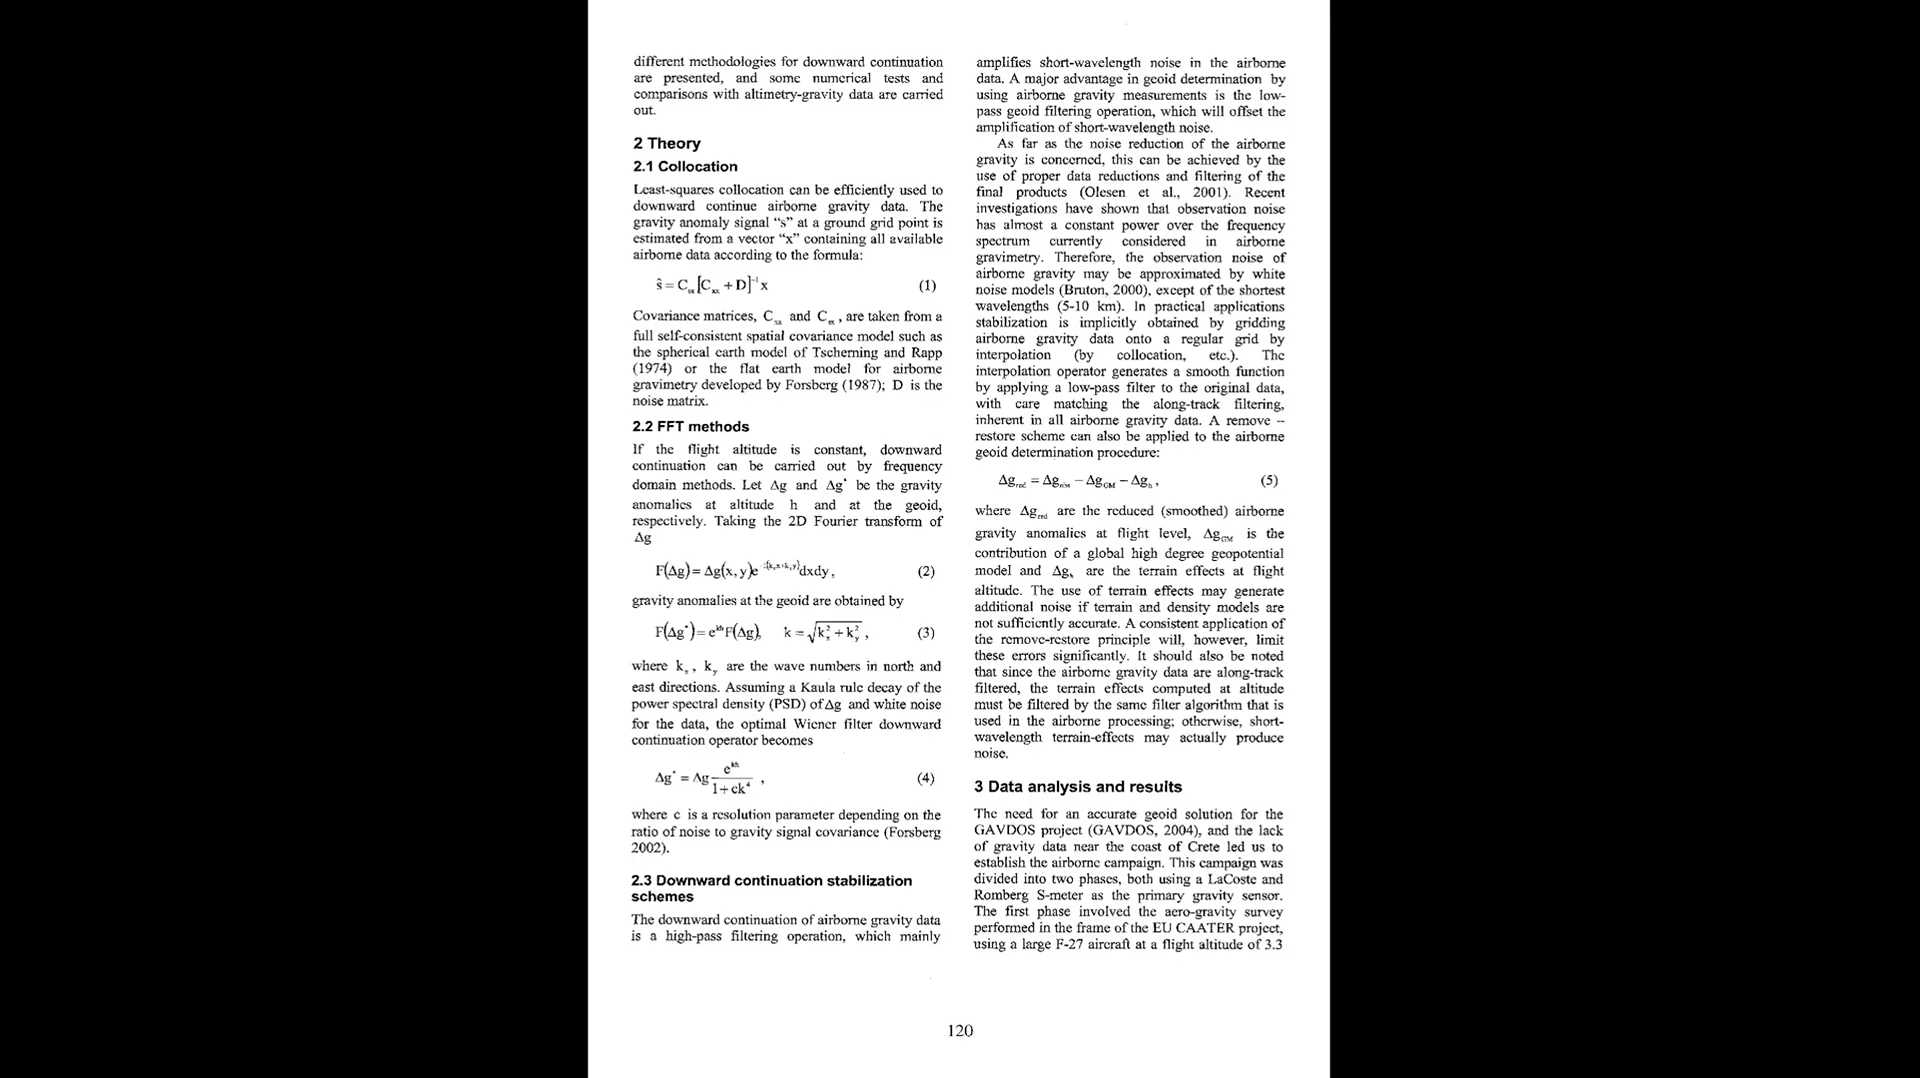 different methodologies for downward continuation
are presented, and some numerical tests and
comparisons with altimetry-gravity data are carried
out.
2 Theory
2.1 Collocation
Least-squares collocation can be efficiently used to
downward continue airborne gravity data. The
gravity anomaly signal “s” at a ground grid point is
estimated from a vector “x” containing all available
airborne data according to the formula:
ŝ = C_sx [C_xx + D]^-1 x (1)
Covariance matrices, C_xx and C_sx, are taken from a
full self-consistent spatial covariance model such as
the spherical earth model of Tscherning and Rapp
(1974) or the flat earth model for airborne
gravimetry developed by Forsberg (1987); D is the
noise matrix.
2.2 FFT methods
If the flight altitude is constant, downward
continuation can be carried out by frequency
domain methods. Let Δg and Δg* be the gravity
anomalies at altitude h and at the geoid,
respectively. Taking the 2D Fourier transform of
Δg
F(Δg) = Δg(x, y)e^-i(k_x x+k_y y) dxdy, (2)
gravity anomalies at the geoid are obtained by
F(Δg*) = e^kh F(Δg), k = √(k_x^2 + k_y^2), (3)
where k_x, k_y are the wave numbers in north and
east directions. Assuming a Kaula rule decay of the
power spectral density (PSD) of Δg and white noise
for the data, the optimal Wiener filter downward
continuation operator becomes
Δg* = Δg e^kh / (1 + ck^4), (4)
where c is a resolution parameter depending on the
ratio of noise to gravity signal covariance (Forsberg
2002).
2.3 Downward continuation stabilization
schemes
The downward continuation of airborne gravity data
is a high-pass filtering operation, which mainly
amplifies short-wavelength noise in the airborne
data. A major advantage in geoid determination by
using airborne gravity measurements is the low-
pass geoid filtering operation, which will offset the
amplification of short-wavelength noise.
As far as the noise reduction of the airborne
gravity is concerned, this can be achieved by the
use of proper data reductions and filtering of the
final products (Olesen et al., 2001). Recent
investigations have shown that observation noise
has almost a constant power over the frequency
spectrum currently considered in airborne
gravimetry. Therefore, the observation noise of
airborne gravity may be approximated by white
noise models (Bruton, 2000), except of the shortest
wavelengths (5-10 km). In practical applications
stabilization is implicitly obtained by gridding
airborne gravity data onto a regular grid by
interpolation (by collocation, etc.). The
interpolation operator generates a smooth function
by applying a low-pass filter to the original data,
with care matching the along-track filtering,
inherent in all airborne gravity data. A remove –
restore scheme can also be applied to the airborne
geoid determination procedure:
Δg_red = Δg_obs − Δg_GM − Δg_h, (5)
where Δg_red are the reduced (smoothed) airborne
gravity anomalies at flight level, Δg_GM is the
contribution of a global high degree geopotential
model and Δg_h are the terrain effects at flight
altitude. The use of terrain effects may generate
additional noise if terrain and density models are
not sufficiently accurate. A consistent application of
the remove-restore principle will, however, limit
these errors significantly. It should also be noted
that since the airborne gravity data are along-track
filtered, the terrain effects computed at altitude
must be filtered by the same filter algorithm that is
used in the airborne processing; otherwise, short-
wavelength terrain-effects may actually produce
noise.
3 Data analysis and results
The need for an accurate geoid solution for the
GAVDOS project (GAVDOS, 2004), and the lack
of gravity data near the coast of Crete led us to
establish the airborne campaign. This campaign was
divided into two phases, both using a LaCoste and
Romberg S-meter as the primary gravity sensor.
The first phase involved the aero-gravity survey
performed in the frame of the EU CAATER project,
using a large F-27 aircraft at a flight altitude of 3.3
120